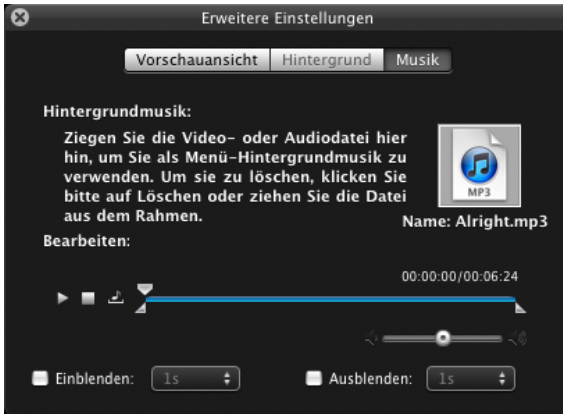 Erweitere Einstellungen
Vorschauansicht Hintergrund Musik
Hintergrundmusik:
Ziegen Sie die Video- oder Audiodatei hier
hin, um Sie als Menü-Hintergrundmusik zu
verwenden. Um sie zu löschen, klicken Sie
bitte auf Löschen oder ziehen Sie die Datei
aus dem Rahmen.
MP3
Name: Alright.mp3
Bearbeiten:
00:00:00/00:06:24
Einblenden: 1s Ausblenden: 1s